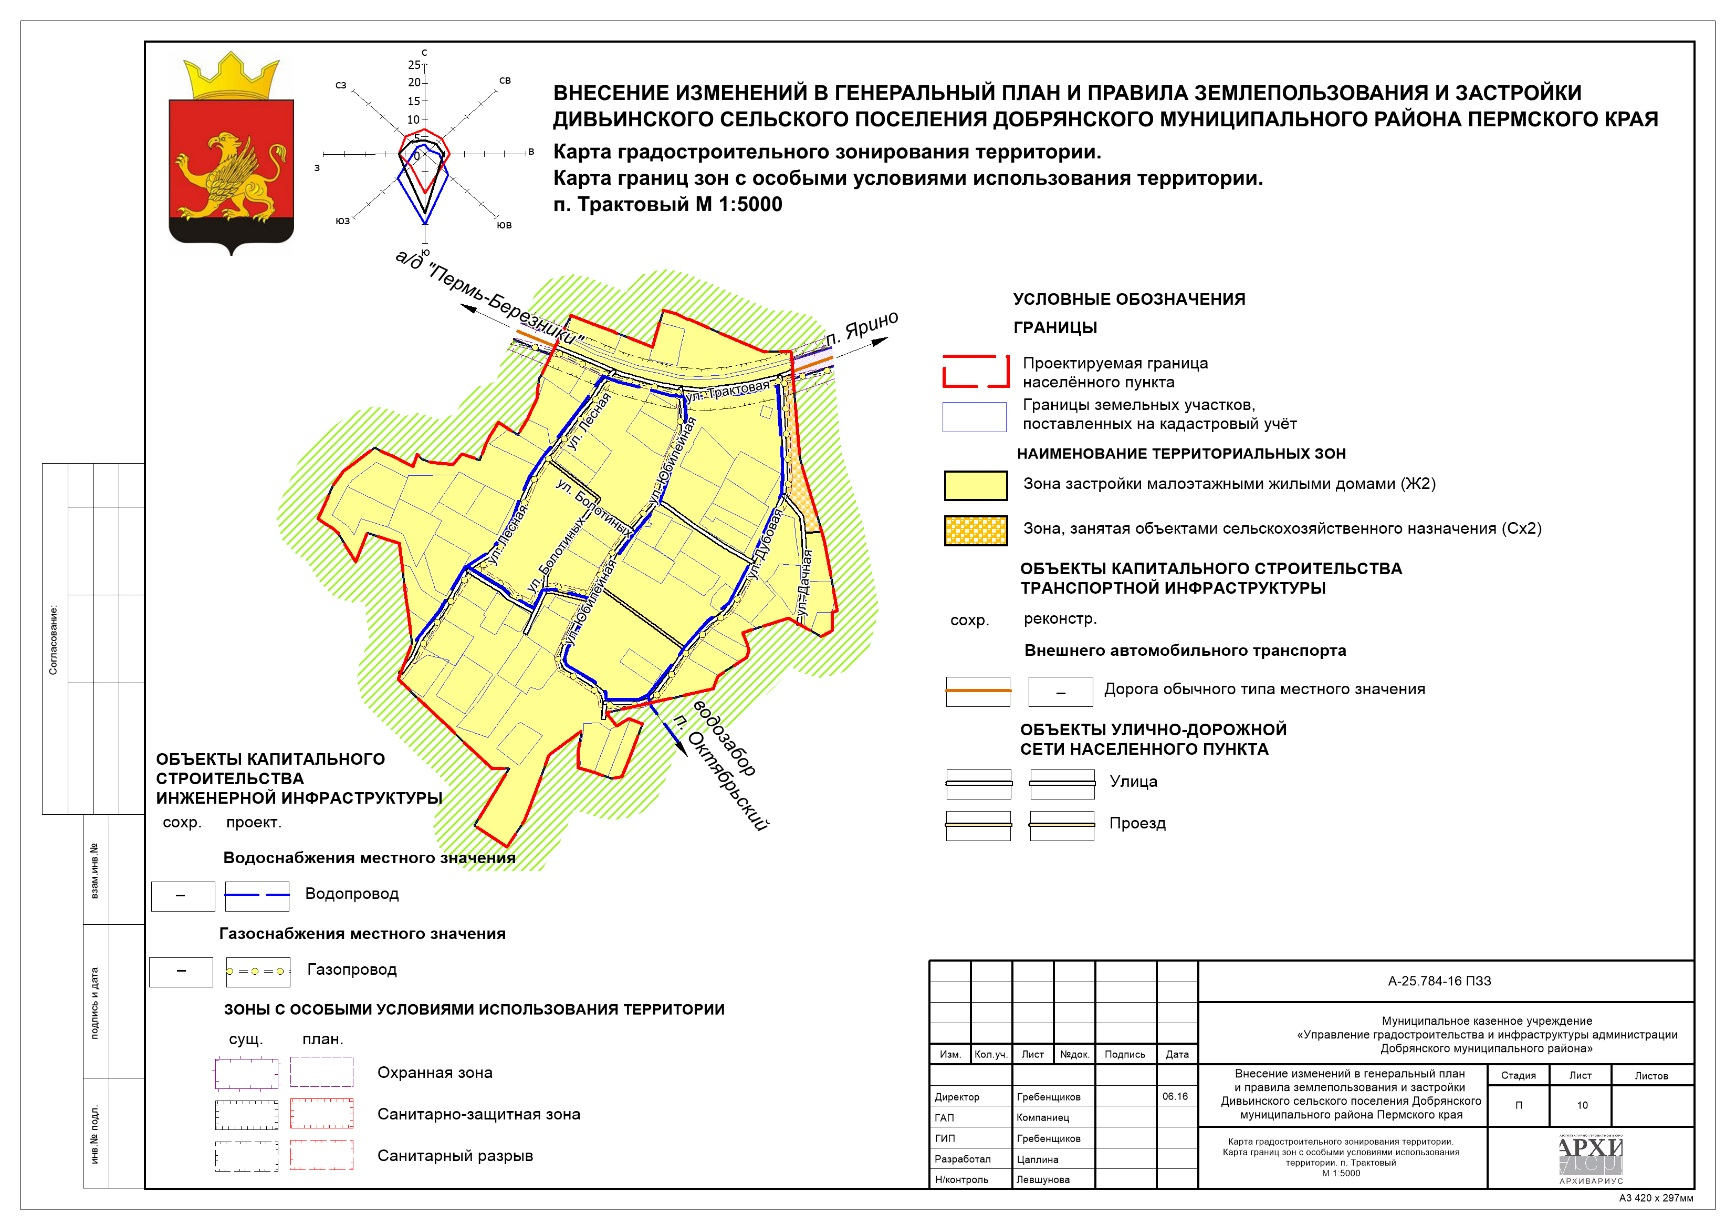 ВНЕСЕНИЕ ИЗМЕНЕНИЙ В ГЕНЕРАЛЬНЫЙ ПЛАН И ПРАВИЛА ЗЕМЛЕПОЛЬЗОВАНИЯ И ЗАСТРОЙКИ
ДИВЬИНСКОГО СЕЛЬСКОГО ПОСЕЛЕНИЯ ДОБРЯНСКОГО МУНИЦИПАЛЬНОГО РАЙОНА ПЕРМСКОГО КРАЯ
Карта градостроительного зонирования территории.
Карта границ зон с особыми условиями использования территории.
п. Трактовый М 1:5000
С
СВ
В
ЮВ
Ю
ЮЗ
З
СЗ
25
20
15
10
5
0
а/д "Пермь-Березники"
п. Ярино
ул. Трактовая
ул. Лесная
ул. Юбилейная
ул. Болотиных
ул. Лесная
ул. Болотиных
ул. Юбилейная
ул. Дубовая
ул. Дачная
водозабор
п. Октябрьский
УСЛОВНЫЕ ОБОЗНАЧЕНИЯ
ГРАНИЦЫ
Проектируемая граница
населённого пункта
Границы земельных участков,
поставленных на кадастровый учёт
НАИМЕНОВАНИЕ ТЕРРИТОРИАЛЬНЫХ ЗОН
Зона застройки малоэтажными жилыми домами (Ж2)
Зона, занятая объектами сельскохозяйственного назначения (Сх2)
ОБЪЕКТЫ КАПИТАЛЬНОГО СТРОИТЕЛЬСТВА
ТРАНСПОРТНОЙ ИНФРАСТРУКТУРЫ
сохр. реконстр.
Внешнего автомобильного транспорта
– Дорога обычного типа местного значения
ОБЪЕКТЫ УЛИЧНО-ДОРОЖНОЙ
СЕТИ НАСЕЛЕННОГО ПУНКТА
Улица
Проезд
ОБЪЕКТЫ КАПИТАЛЬНОГО
СТРОИТЕЛЬСТВА
ИНЖЕНЕРНОЙ ИНФРАСТРУКТУРЫ
сохр. проект.
Водоснабжения местного значения
– Водопровод
Газоснабжения местного значения
– Газопровод
ЗОНЫ С ОСОБЫМИ УСЛОВИЯМИ ИСПОЛЬЗОВАНИЯ ТЕРРИТОРИИ
сущ. план.
Охранная зона
Санитарно-защитная зона
Санитарный разрыв
Согласование:
взам.инв.№
подпись и дата
инв.№ подл.
А-25.784-16 ПЗЗ
Муниципальное казенное учреждение
«Управление градостроительства и инфраструктуры администрации
Добрянского муниципального района»
Изм. Кол.уч. Лист №док. Подпись Дата
Директор Гребенщиков 06.16
ГАП Компаниец
ГИП Гребенщиков
Разработал Цаплина
Н/контроль Левшунова
Внесение изменений в генеральный план
и правила землепользования и застройки
Дивьинского сельского поселения Добрянского
муниципального района Пермского края
Стадия Лист Листов
П 10
Карта градостроительного зонирования территории.
Карта границ зон с особыми условиями использования
территории. п. Трактовый
М 1:5000
АРХИ
АРХИВАРИУС
А3 420 х 297мм